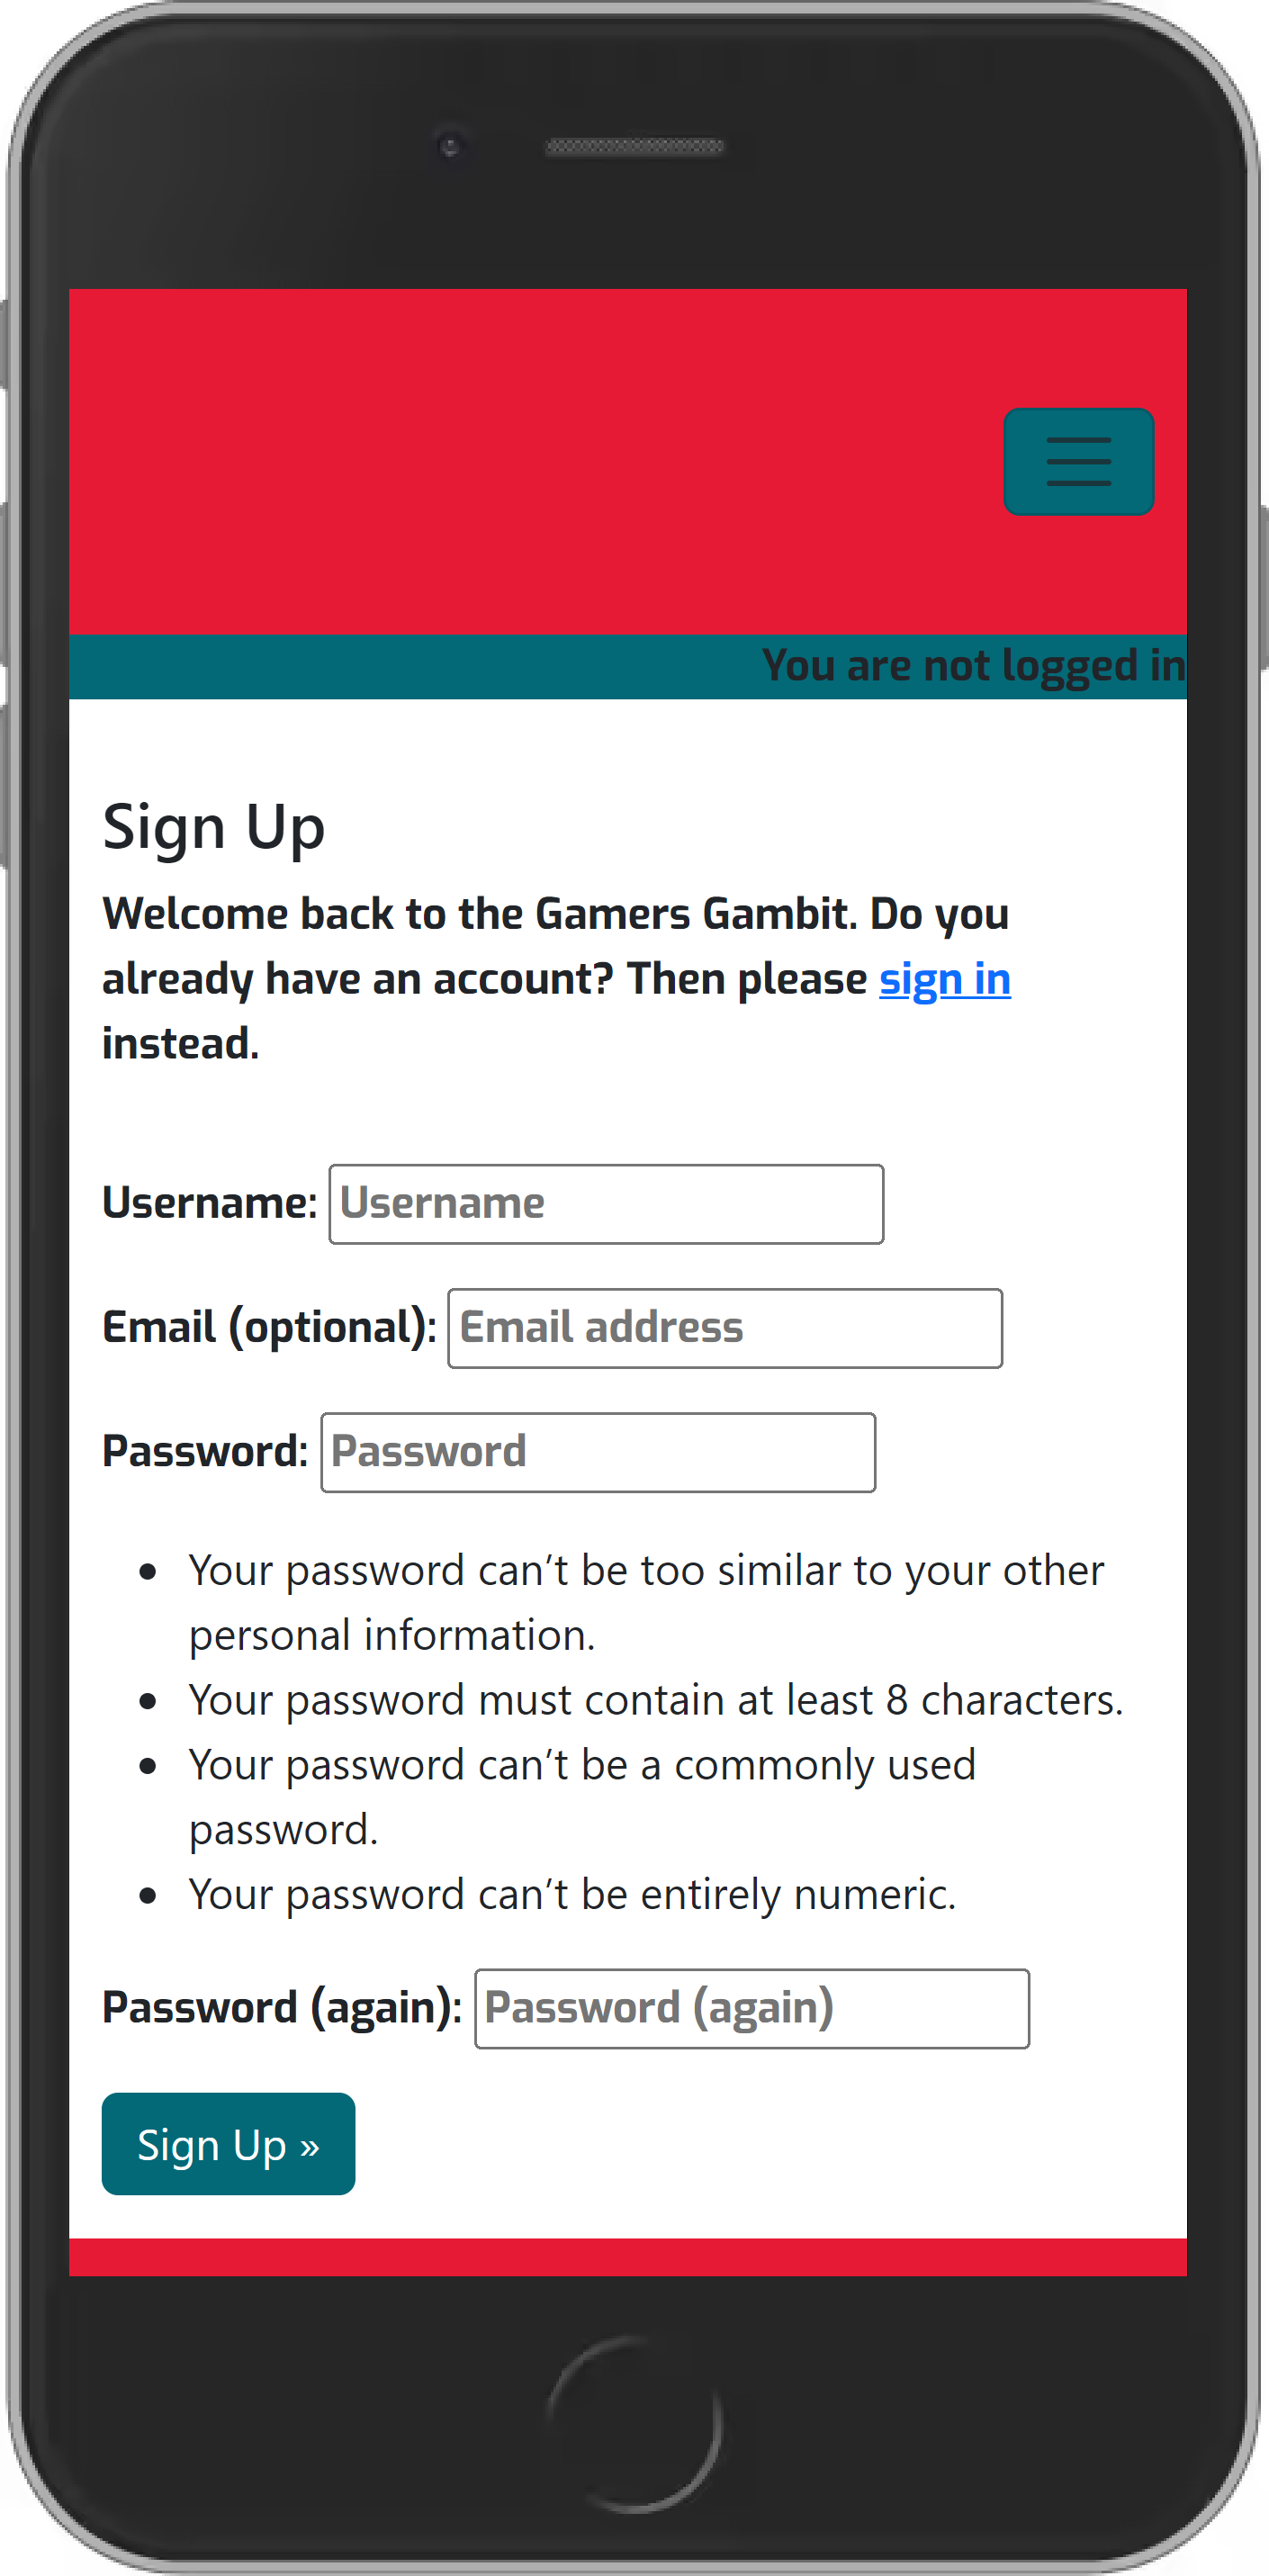 You are not logged in
Sign Up
Welcome back to the Gamers Gambit. Do you
already have an account? Then please sign in
instead.
Username: Username
Email (optional): Email address
Password: Password
• Your password can’t be too similar to your other
personal information.
• Your password must contain at least 8 characters.
• Your password can’t be a commonly used
password.
• Your password can’t be entirely numeric.
Password (again): Password (again)
Sign Up »